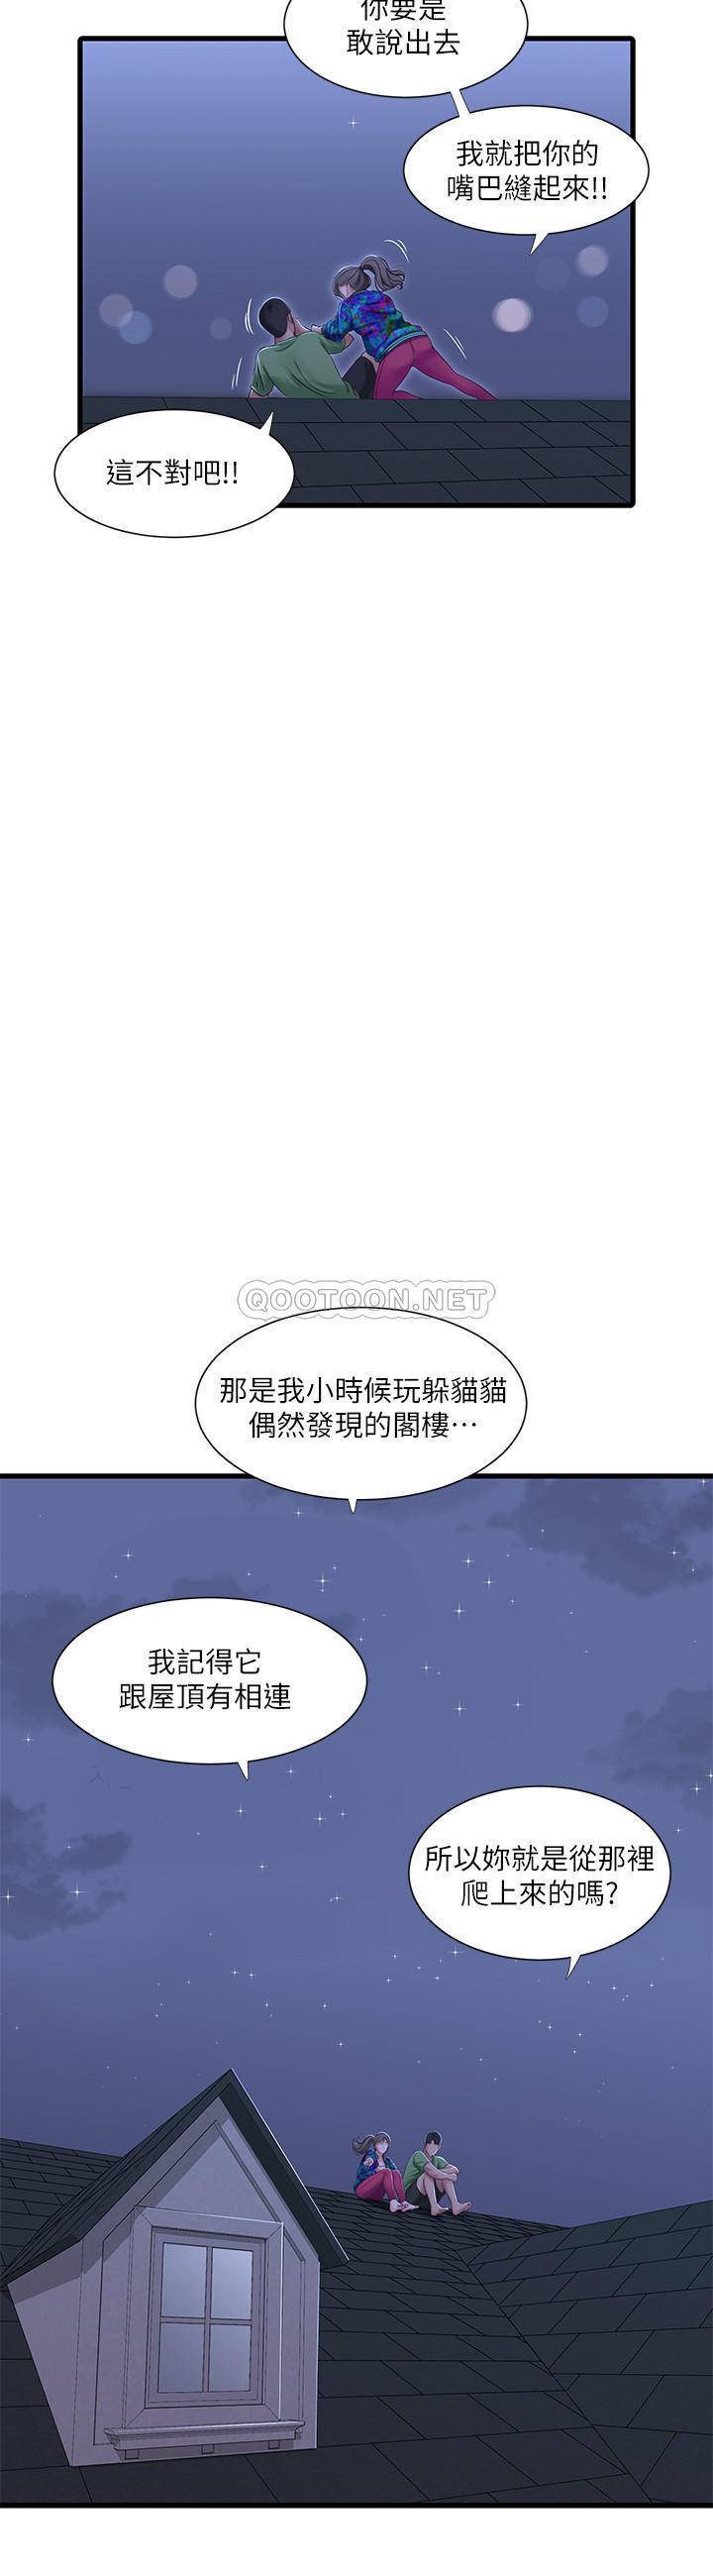 你要是
敢說出去
我就把你的
嘴巴縫起來!!
這不對吧!!
QOOTOON.NET
那是我小時候玩躲貓貓
偶然發現的閣樓⋯
我記得它
跟屋頂有相連
所以妳就是從那裡
爬上來的嗎?